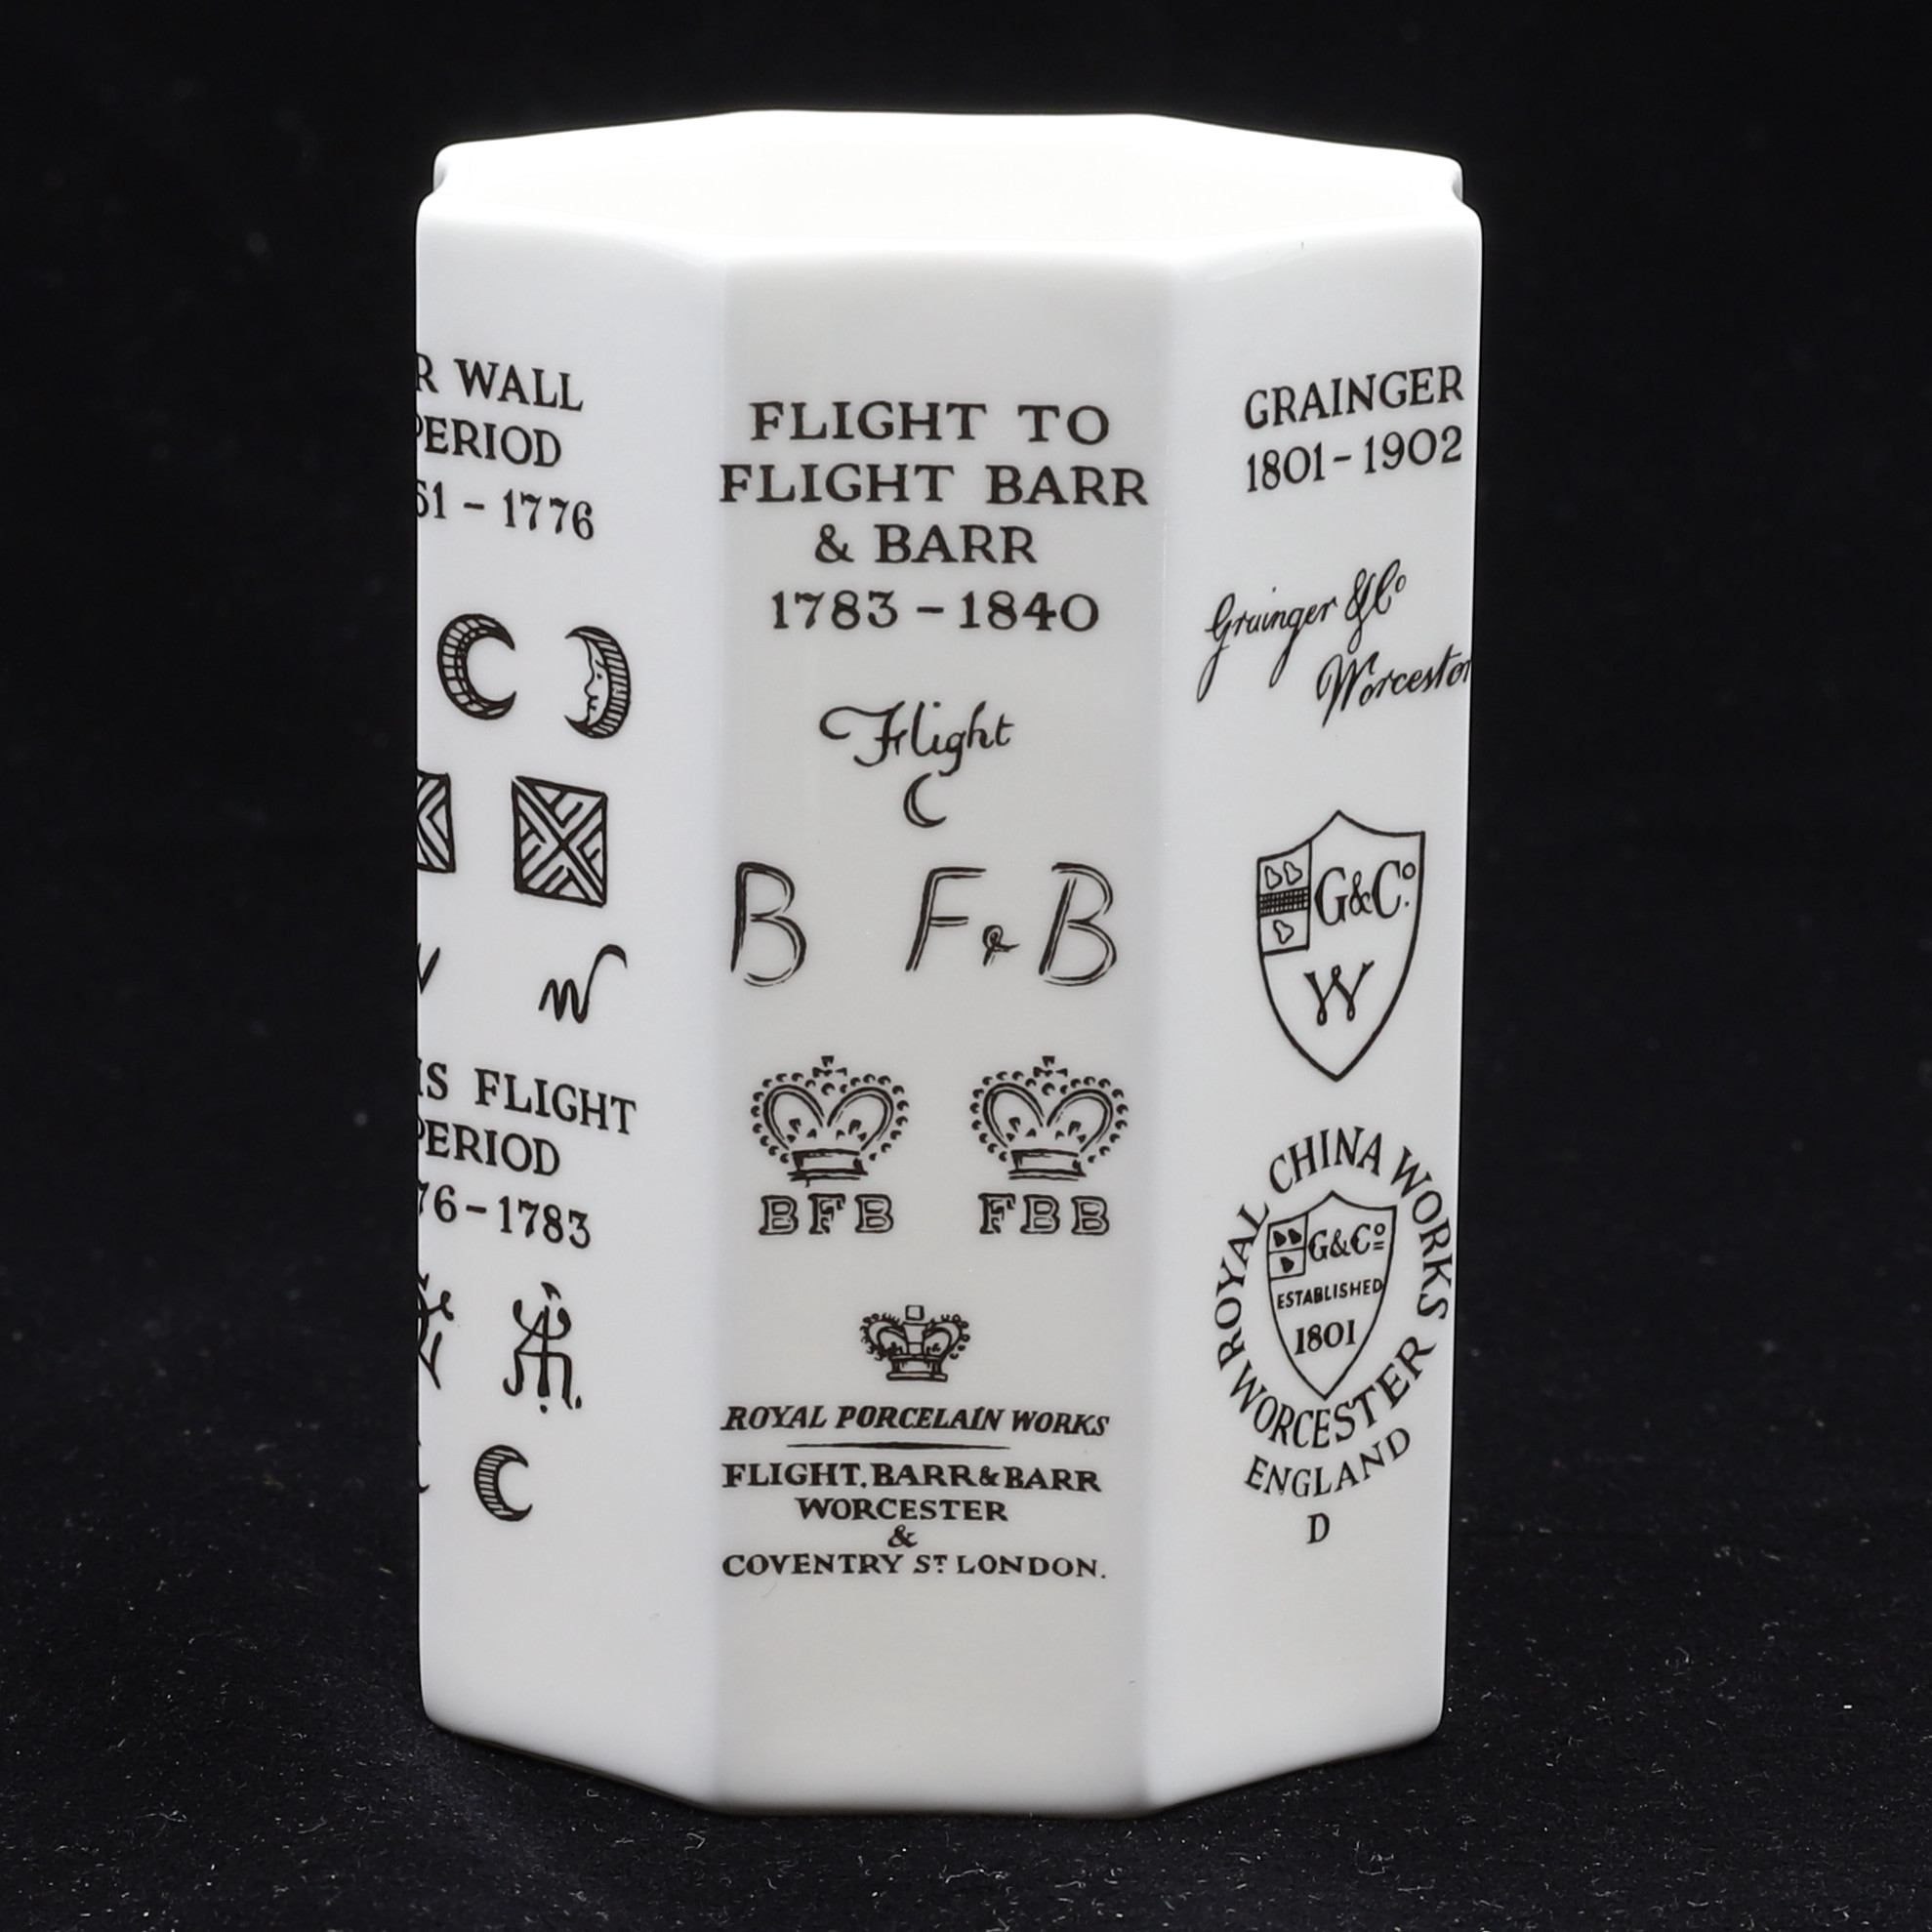 R WALL
PERIOD
61 – 1776
W
IS FLIGHT
PERIOD
76 – 1783
FLIGHT TO
FLIGHT BARR
& BARR
1783 – 1840
Flight
B F & B
BFB FBB
ROYAL PORCELAIN WORKS
FLIGHT, BARR & BARR
WORCESTER
&
COVENTRY ST LONDON.
GRAINGER
1801 – 1902
Grainger & Co
Worcester
G&Co.
W
ROYAL CHINA WORKS
G&Co
ESTABLISHED
1801
WORCESTER
ENGLAND
D